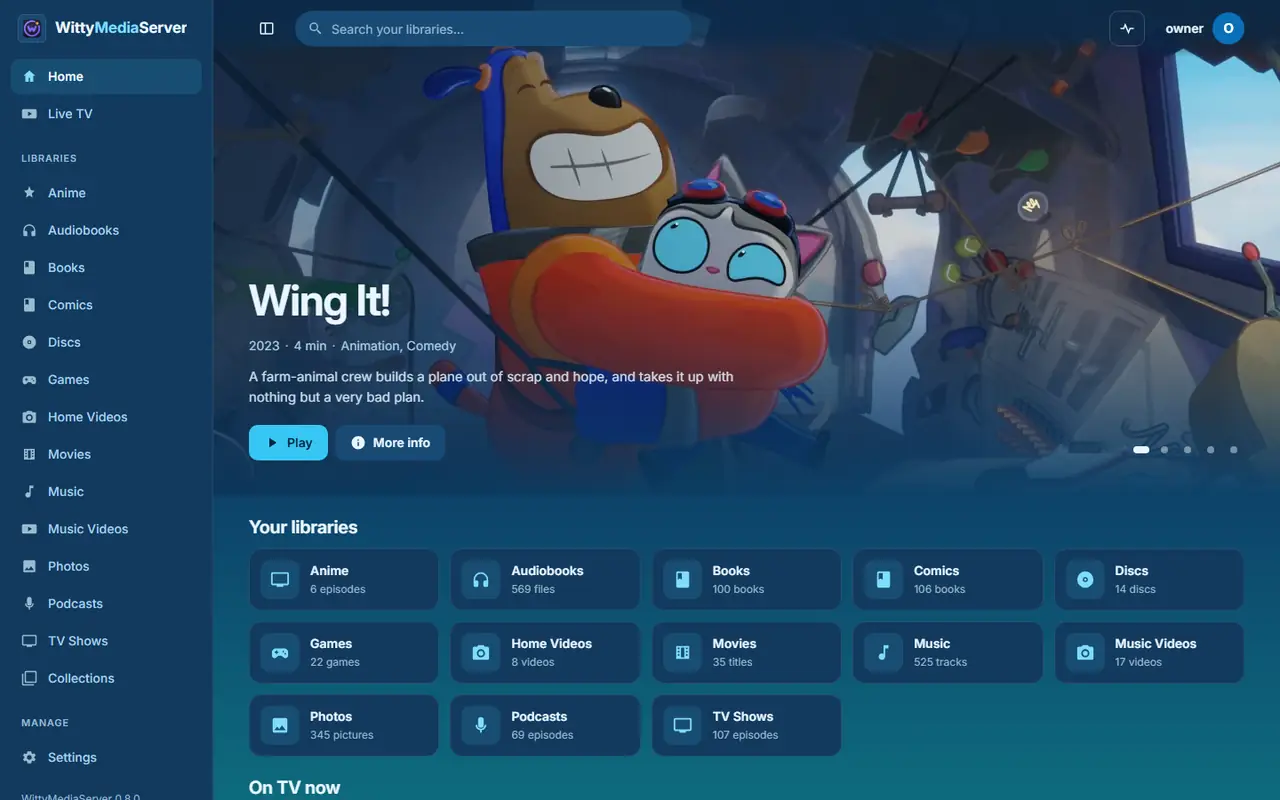 WittyMediaServer
Search your libraries...
owner
O
Home
Live TV
LIBRARIES
Anime
Audiobooks
Books
Comics
Discs
Games
Home Videos
Movies
Music
Music Videos
Photos
Podcasts
TV Shows
Collections
MANAGE
Settings
WittyMediaServer 0.8.0
Wing It!
2023 · 4 min · Animation, Comedy
A farm-animal crew builds a plane out of scrap and hope, and takes it up with
nothing but a very bad plan.
Play
More info
Your libraries
Anime
6 episodes
Audiobooks
569 files
Books
100 books
Comics
106 books
Discs
14 discs
Games
22 games
Home Videos
8 videos
Movies
35 titles
Music
525 tracks
Music Videos
17 videos
Photos
345 pictures
Podcasts
69 episodes
TV Shows
107 episodes
On TV now